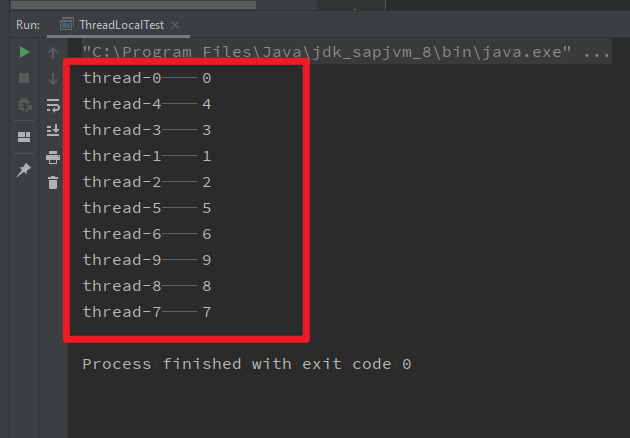 Run: ThreadLocalTest ×
"C:\Program Files\Java\jdk_sapjvm_8\bin\java.exe" ...
thread-0———— 0
thread-4———— 4
thread-3———— 3
thread-1———— 1
thread-2———— 2
thread-5———— 5
thread-6———— 6
thread-9———— 9
thread-8———— 8
thread-7———— 7
Process finished with exit code 0